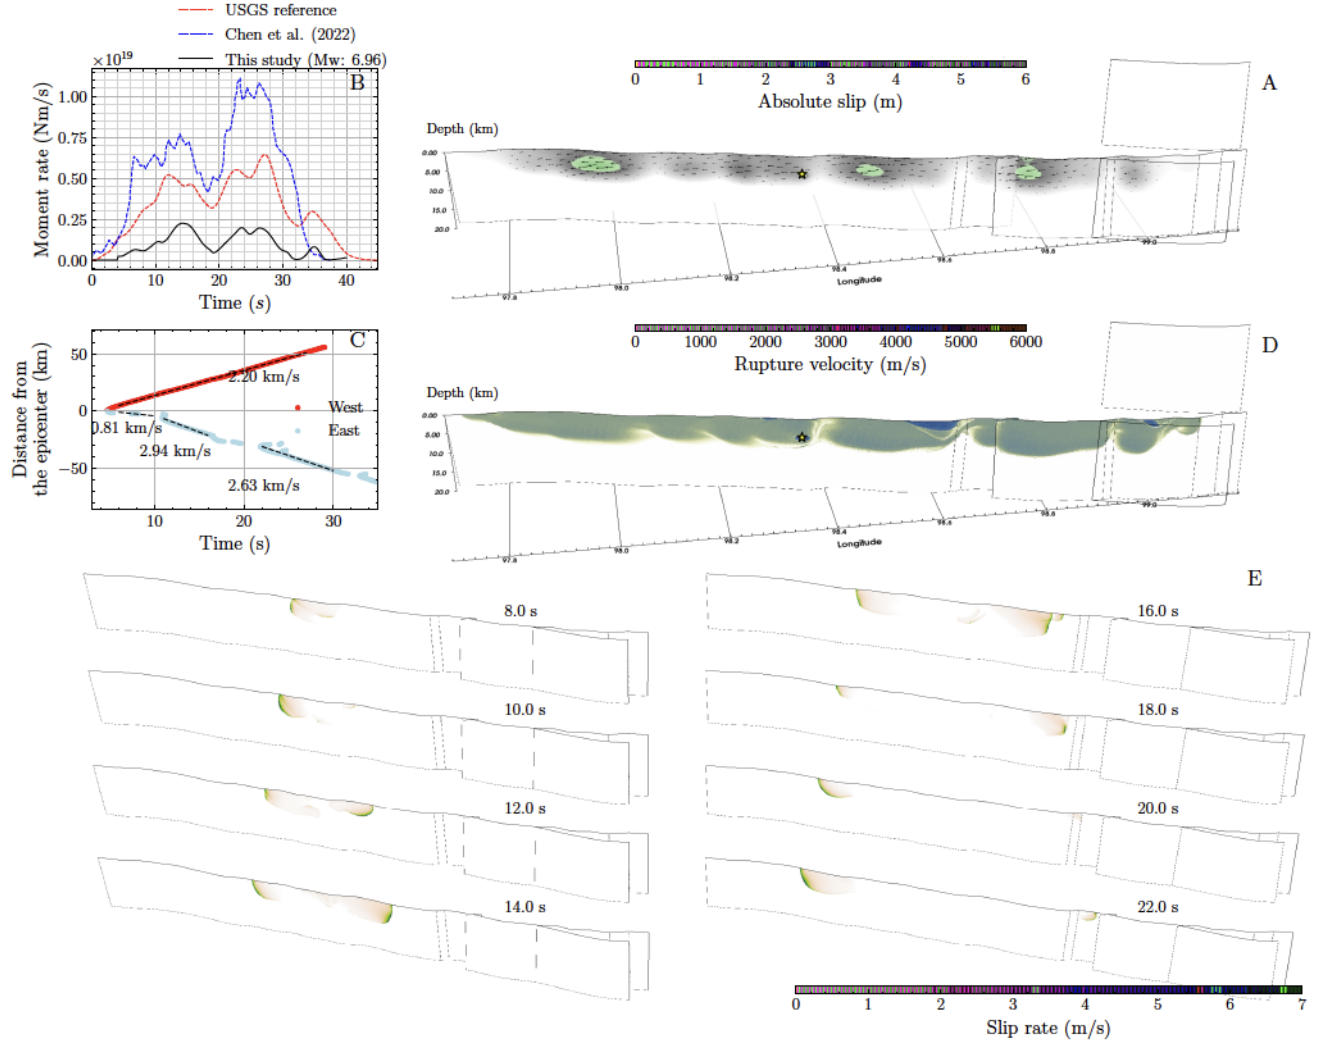 USGS reference
Chen et al. (2022)
This study (Mw: 6.96)
×10¹⁹
B
1.00
0.75
0.50
0.25
0.00
Moment rate (Nm/s)
0 10 20 30 40
Time (s)
0 1 2 3 4 5 6
Absolute slip (m)
A
Depth (km)
0.00
5.00
10.0
15.0
20.0
97.8 98.0 98.2 98.4 98.6 98.8 99.0
Longitude
C
50
0
−50
Distance from
the epicenter (km)
2.20 km/s
West
East
0.81 km/s
2.94 km/s
2.63 km/s
10 20 30
Time (s)
0 1000 2000 3000 4000 5000 6000
Rupture velocity (m/s)
D
Depth (km)
0.00
5.00
10.0
15.0
20.0
97.8 98.0 98.2 98.4 98.6 98.8 99.0
Longitude
E
8.0 s
16.0 s
10.0 s
18.0 s
12.0 s
20.0 s
14.0 s
22.0 s
0 1 2 3 4 5 6 7
Slip rate (m/s)